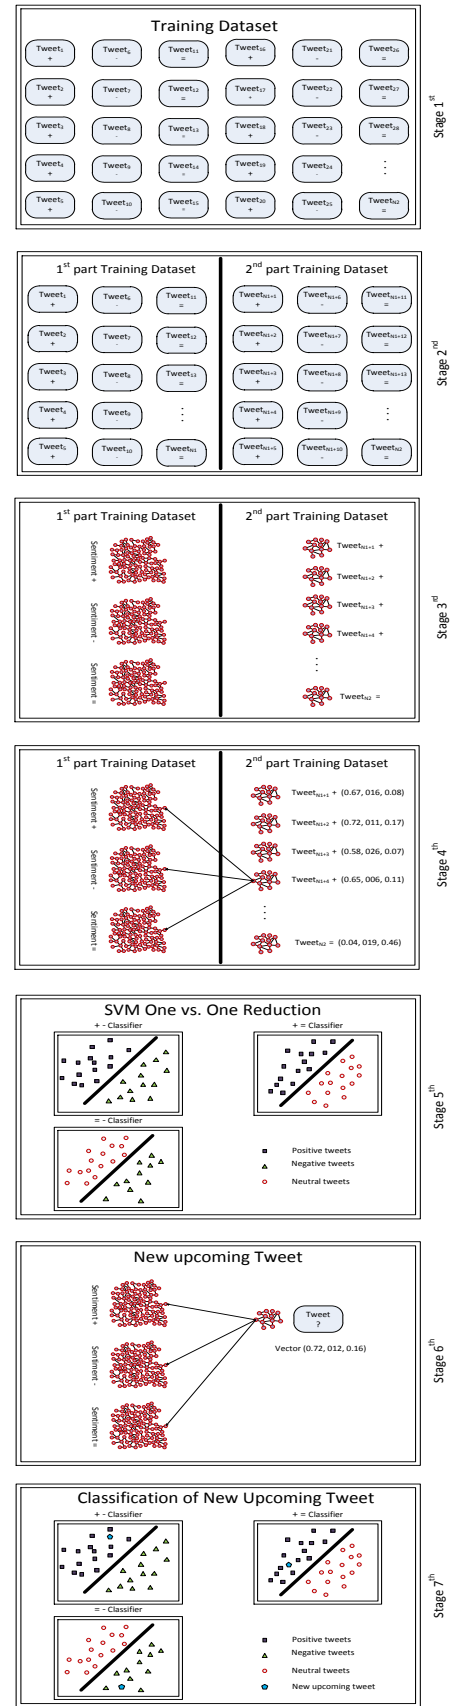 Training Dataset
Tweet1 Tweet6 Tweet11 Tweet16 Tweet21 Tweet26
+ - = + - =
Tweet2 Tweet7 Tweet12 Tweet17 Tweet22 Tweet27
+ - = + - =
Tweet3 Tweet8 Tweet13 Tweet18 Tweet23 Tweet28
+ - = + - =
Tweet4 Tweet9 Tweet14 Tweet19 Tweet24
+ - = + -
Tweet5 Tweet10 Tweet15 Tweet20 Tweet25 TweetN2
+ - = + - =
Stage 1st
1st part Training Dataset 2nd part Training Dataset
Tweet1 Tweet6 Tweet11 TweetN1+1 TweetN1+6 TweetN1+11
+ - = + - =
Tweet2 Tweet7 Tweet12 TweetN1+2 TweetN1+7 TweetN1+12
+ - = + - =
Tweet3 Tweet8 Tweet13 TweetN1+3 TweetN1+8 TweetN1+13
+ - = + - =
Tweet4 Tweet9 TweetN1+4 TweetN1+9
+ - + -
Tweet5 Tweet10 TweetN1 TweetN1+5 TweetN1+10 TweetN2
+ - = + - =
Stage 2nd
1st part Training Dataset 2nd part Training Dataset
Sentiment +
Sentiment -
Sentiment =
TweetN1+1 +
TweetN1+2 +
TweetN1+3 +
TweetN1+4 +
TweetN2 =
Stage 3rd
1st part Training Dataset 2nd part Training Dataset
Sentiment +
Sentiment -
Sentiment =
TweetN1+1 + (0.67, 016, 0.08)
TweetN1+2 + (0.72, 011, 0.17)
TweetN1+3 + (0.58, 026, 0.07)
TweetN1+4 + (0.65, 006, 0.11)
TweetN2 = (0.04, 019, 0.46)
Stage 4th
SVM One vs. One Reduction
+ - Classifier + = Classifier
= - Classifier
Positive tweets
Negative tweets
Neutral tweets
Stage 5th
New upcoming Tweet
Sentiment +
Sentiment -
Sentiment =
Tweet
?
Vector (0.72, 012, 0.16)
Stage 6th
Classification of New Upcoming Tweet
+ - Classifier + = Classifier
= - Classifier
Positive tweets
Negative tweets
Neutral tweets
New upcoming tweet
Stage 7th